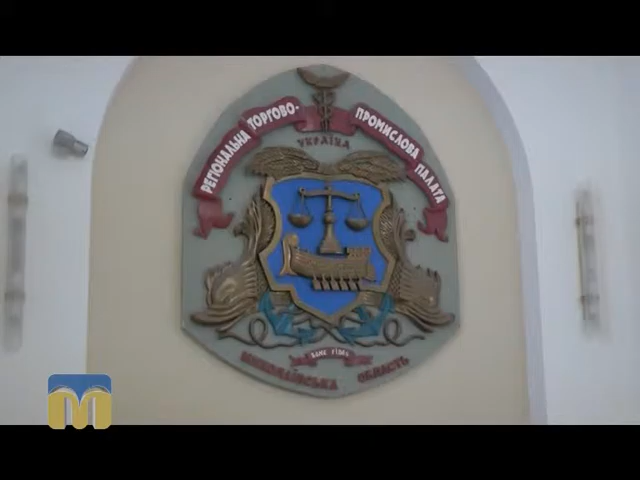 РЕГІОНАЛЬНА ТОРГОВО-
ПРОМИСЛОВА ПАЛАТА
УКРАЇНА
МИКОЛАЇВСЬКА ОБЛАСТЬ